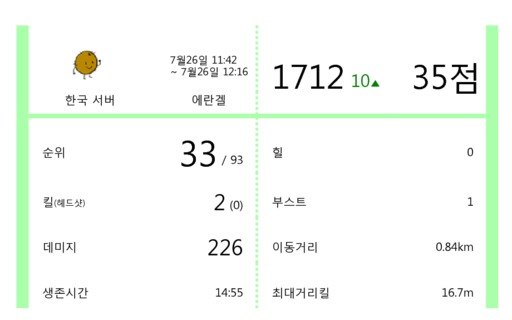 7월26일 11:42
~ 7월26일 12:16
한국 서버
에란겔
1712 10▲ 35점
순위 33 / 93
킬(헤드샷) 2 (0)
데미지 226
생존시간 14:55
힐 0
부스트 1
이동거리 0.84km
최대거리킬 16.7m